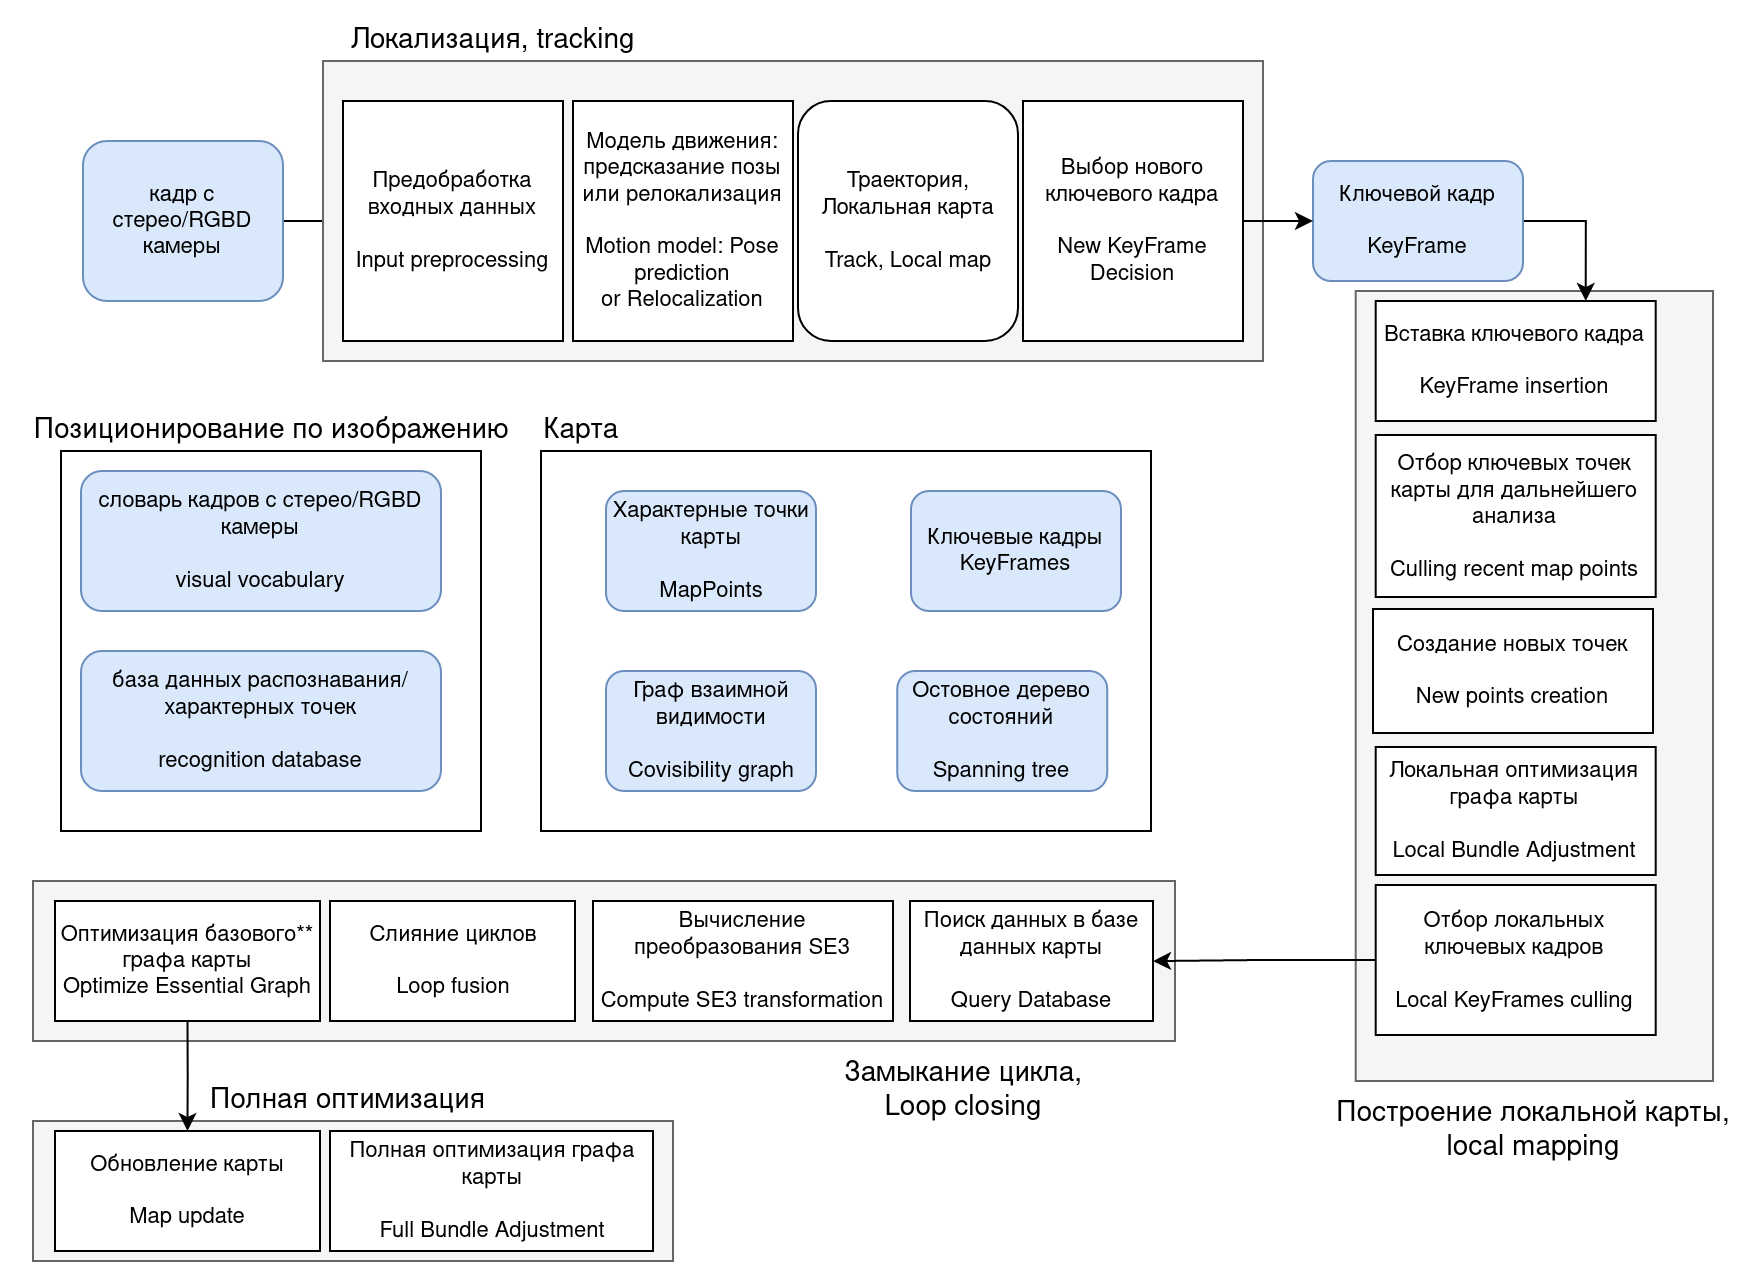 Локализация, tracking
кадр с
стерео/RGBD
камеры
Предобработка
входных данных
Input preprocessing
Модель движения:
предсказание позы
или релокализация
Motion model: Pose
prediction
or Relocalization
Траектория,
Локальная карта
Track, Local map
Выбор нового
ключевого кадра
New KeyFrame
Decision
Ключевой кадр
KeyFrame
Вставка ключевого кадра
KeyFrame insertion
Отбор ключевых точек
карты для дальнейшего
анализа
Culling recent map points
Создание новых точек
New points creation
Локальная оптимизация
графа карты
Local Bundle Adjustment
Отбор локальных
ключевых кадров
Local KeyFrames culling
Построение локальной карты,
local mapping
Позиционирование по изображению
словарь кадров с стерео/RGBD
камеры
visual vocabulary
база данных распознавания/
характерных точек
recognition database
Карта
Характерные точки
карты
MapPoints
Ключевые кадры
KeyFrames
Граф взаимной
видимости
Covisibility graph
Остовное дерево
состояний
Spanning tree
Оптимизация базового**
графа карты
Optimize Essential Graph
Слияние циклов
Loop fusion
Вычисление
преобразования SE3
Compute SE3 transformation
Поиск данных в базе
данных карты
Query Database
Замыкание цикла,
Loop closing
Полная оптимизация
Обновление карты
Map update
Полная оптимизация графа
карты
Full Bundle Adjustment